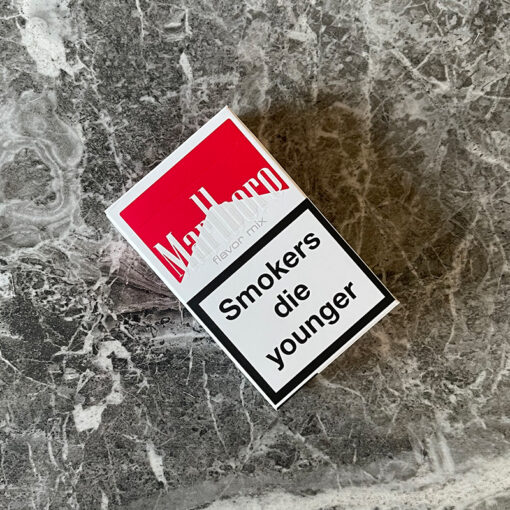 Marlboro
flavor mix
Smokers
die
younger